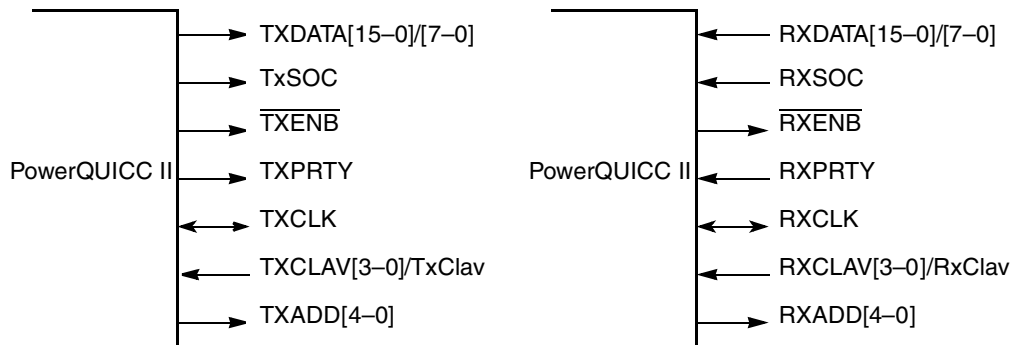 TXDATA[15–0]/[7–0]
TxSOC
TXENB
PowerQUICC II
TXPRTY
TXCLK
TXCLAV[3–0]/TxClav
TXADD[4–0]
RXDATA[15–0]/[7–0]
RXSOC
RXENB
PowerQUICC II
RXPRTY
RXCLK
RXCLAV[3–0]/RxClav
RXADD[4–0]